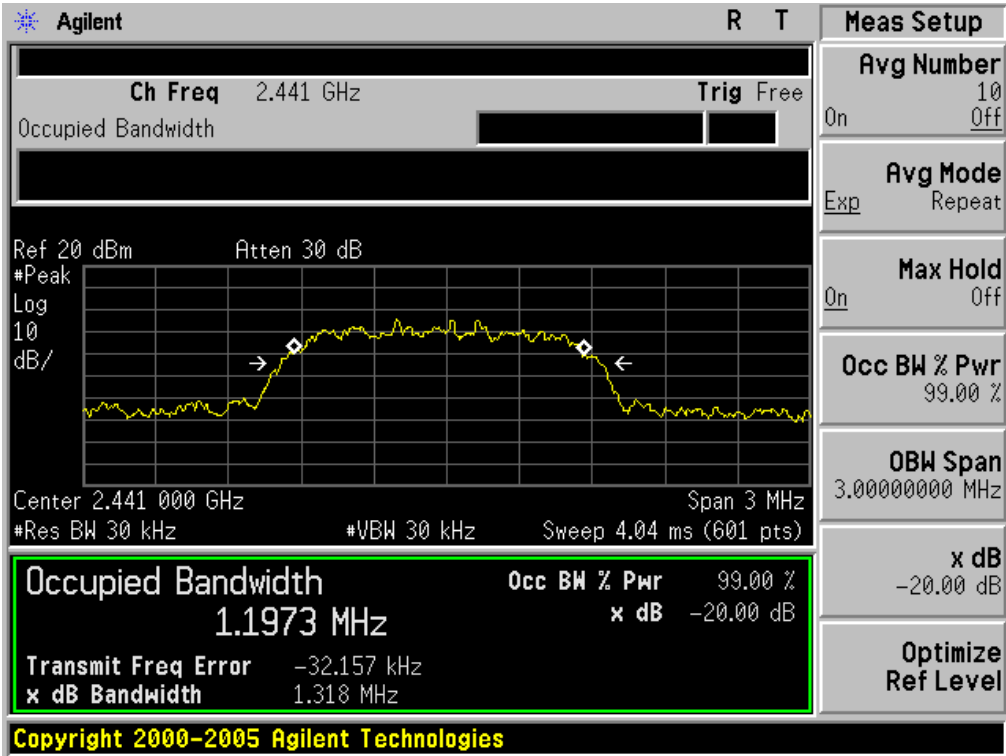 Agilent R T
Ch Freq 2.441 GHz Trig Free
Occupied Bandwidth
Ref 20 dBm Atten 30 dB
#Peak
Log
10
dB/
Center 2.441 000 GHz Span 3 MHz
#Res BW 30 kHz #VBW 30 kHz Sweep 4.04 ms (601 pts)
Occupied Bandwidth
1.1973 MHz
Occ BW % Pwr 99.00 %
x dB -20.00 dB
Transmit Freq Error -32.157 kHz
x dB Bandwidth 1.318 MHz
Copyright 2000-2005 Agilent Technologies
Meas Setup
Avg Number
10
On Off
Avg Mode
Exp Repeat
Max Hold
On Off
Occ BW % Pwr
99.00 %
OBW Span
3.00000000 MHz
x dB
-20.00 dB
Optimize
Ref Level